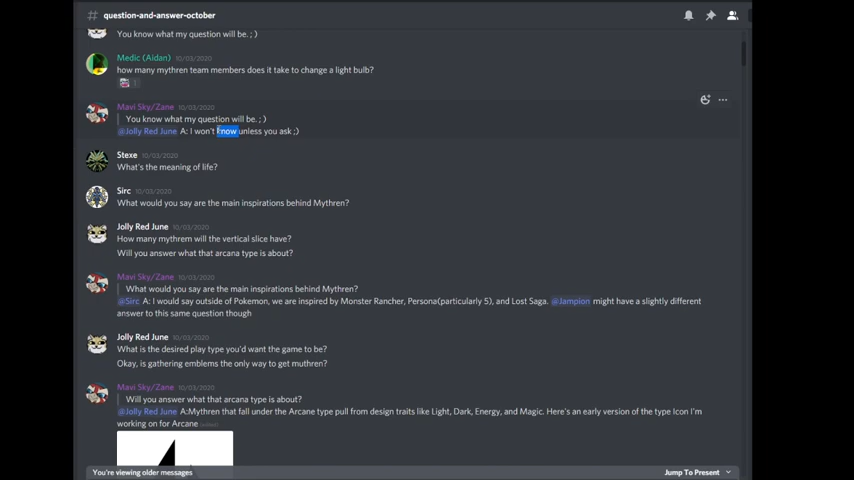 # question-and-answer-october
You know what my question will be. ; )
Medic (Aidan) 10/03/2020
how many mythren team members does it take to change a light bulb?
1
Mavi Sky/Zane 10/03/2020
You know what my question will be. ; )
@Jolly Red June A: I won't know unless you ask ;)
Stexe 10/03/2020
What's the meaning of life?
Sirc 10/03/2020
What would you say are the main inspirations behind Mythren?
Jolly Red June 10/03/2020
How many mythrem will the vertical slice have?
Will you answer what that arcana type is about?
Mavi Sky/Zane 10/03/2020
What would you say are the main inspirations behind Mythren?
@Sirc A: I would say outside of Pokemon, we are inspired by Monster Rancher, Persona(particularly 5), and Lost Saga. @Jampion might have a slightly different
answer to this same question though
Jolly Red June 10/03/2020
What is the desired play type you'd want the game to be?
Okay, is gathering emblems the only way to get muthren?
Mavi Sky/Zane 10/03/2020
Will you answer what that arcana type is about?
@Jolly Red June A:Mythren that fall under the Arcane type pull from design traits like Light, Dark, Energy, and Magic. Here's an early version of the type Icon I'm
working on for Arcane (edited)
You're viewing older messages
Jump To Present